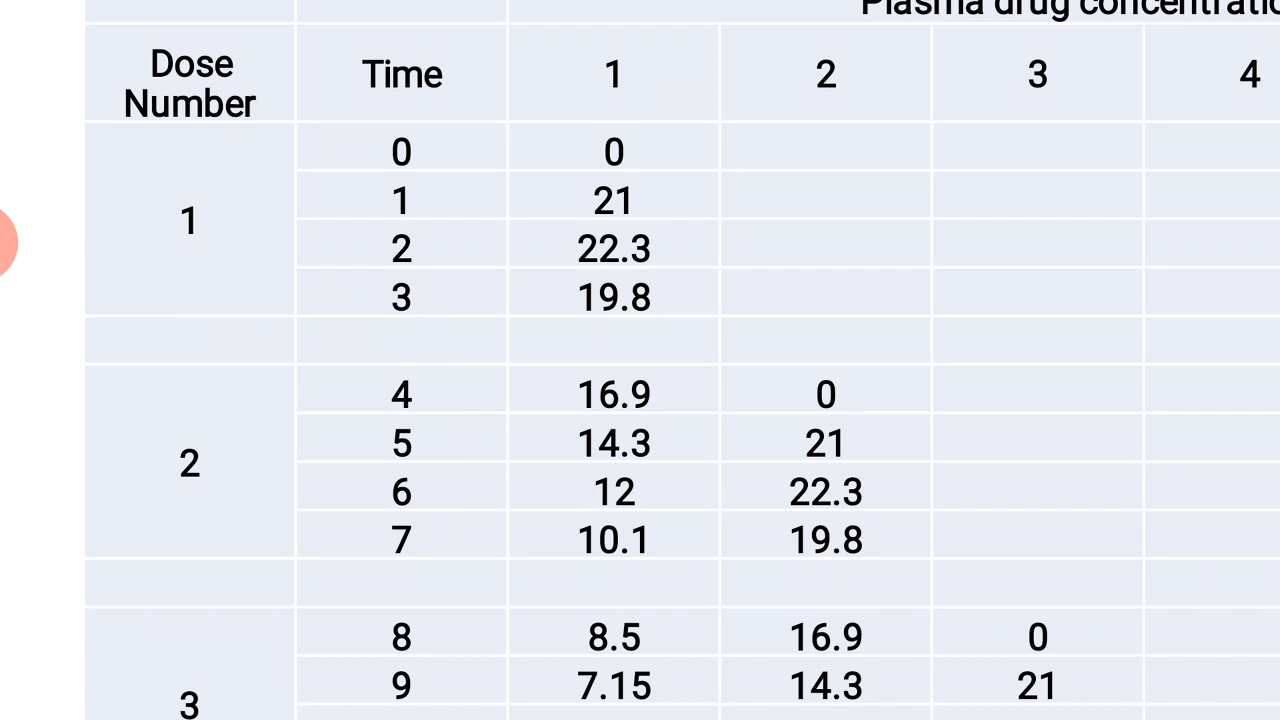 Plasma drug
Dose Number Time 1 2 3 4
1
0 0
1 21
2 22.3
3 19.8
2
4 16.9 0
5 14.3 21
6 12 22.3
7 10.1 19.8
3
8 8.5 16.9 0
9 7.15 14.3 21